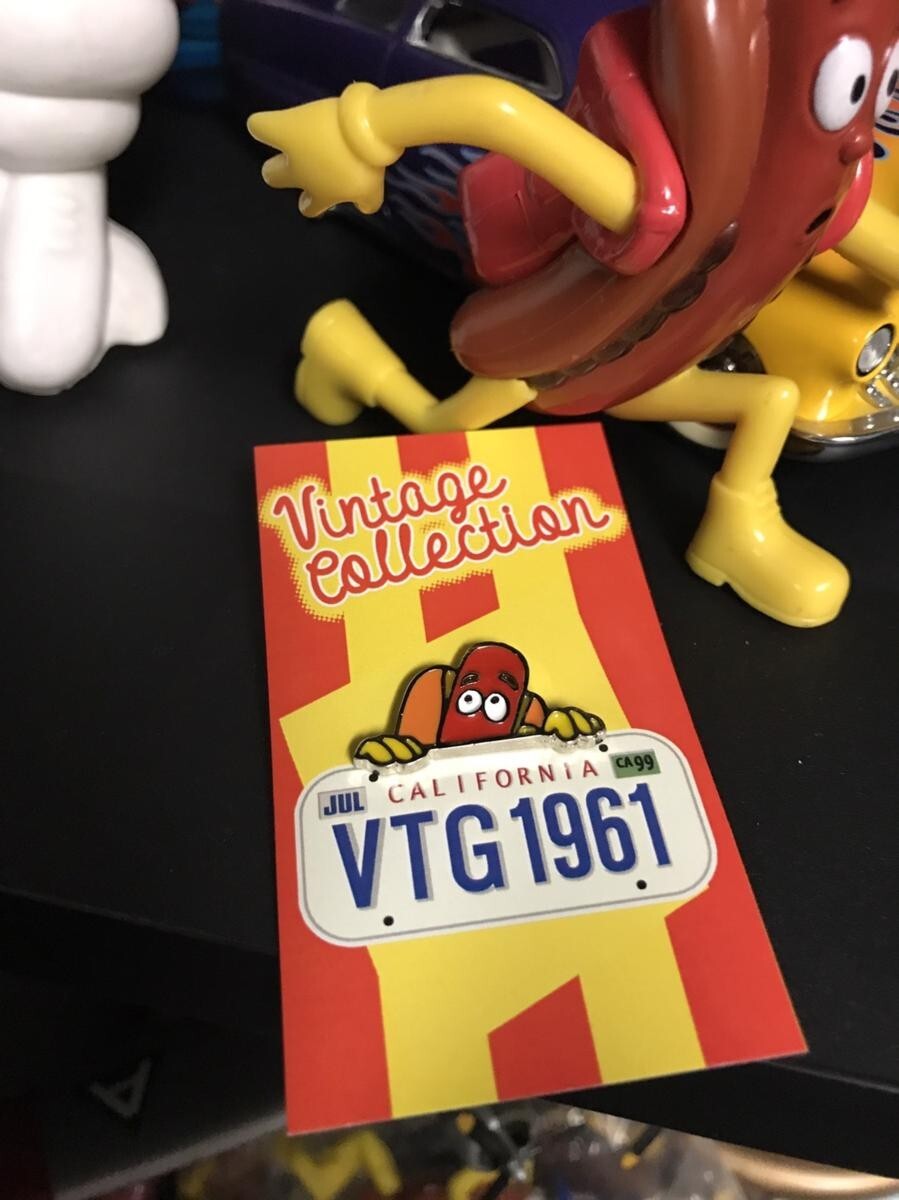 Vintage
Collection
CALIFORNIA
CA99
JUL
VTG1961